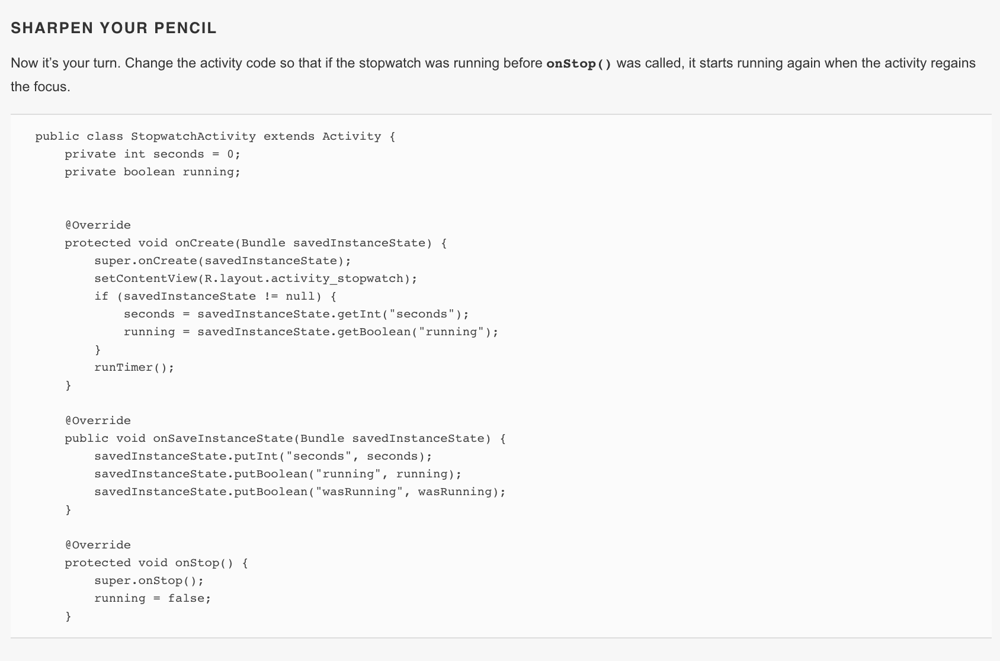 SHARPEN YOUR PENCIL
Now it’s your turn. Change the activity code so that if the stopwatch was running before onStop() was called, it starts running again when the activity regains
the focus.
public class StopwatchActivity extends Activity {
    private int seconds = 0;
    private boolean running;
    @Override
    protected void onCreate(Bundle savedInstanceState) {
        super.onCreate(savedInstanceState);
        setContentView(R.layout.activity_stopwatch);
        if (savedInstanceState != null) {
            seconds = savedInstanceState.getInt("seconds");
            running = savedInstanceState.getBoolean("running");
        }
        runTimer();
    }
    @Override
    public void onSaveInstanceState(Bundle savedInstanceState) {
        savedInstanceState.putInt("seconds", seconds);
        savedInstanceState.putBoolean("running", running);
        savedInstanceState.putBoolean("wasRunning", wasRunning);
    }
    @Override
    protected void onStop() {
        super.onStop();
        running = false;
    }